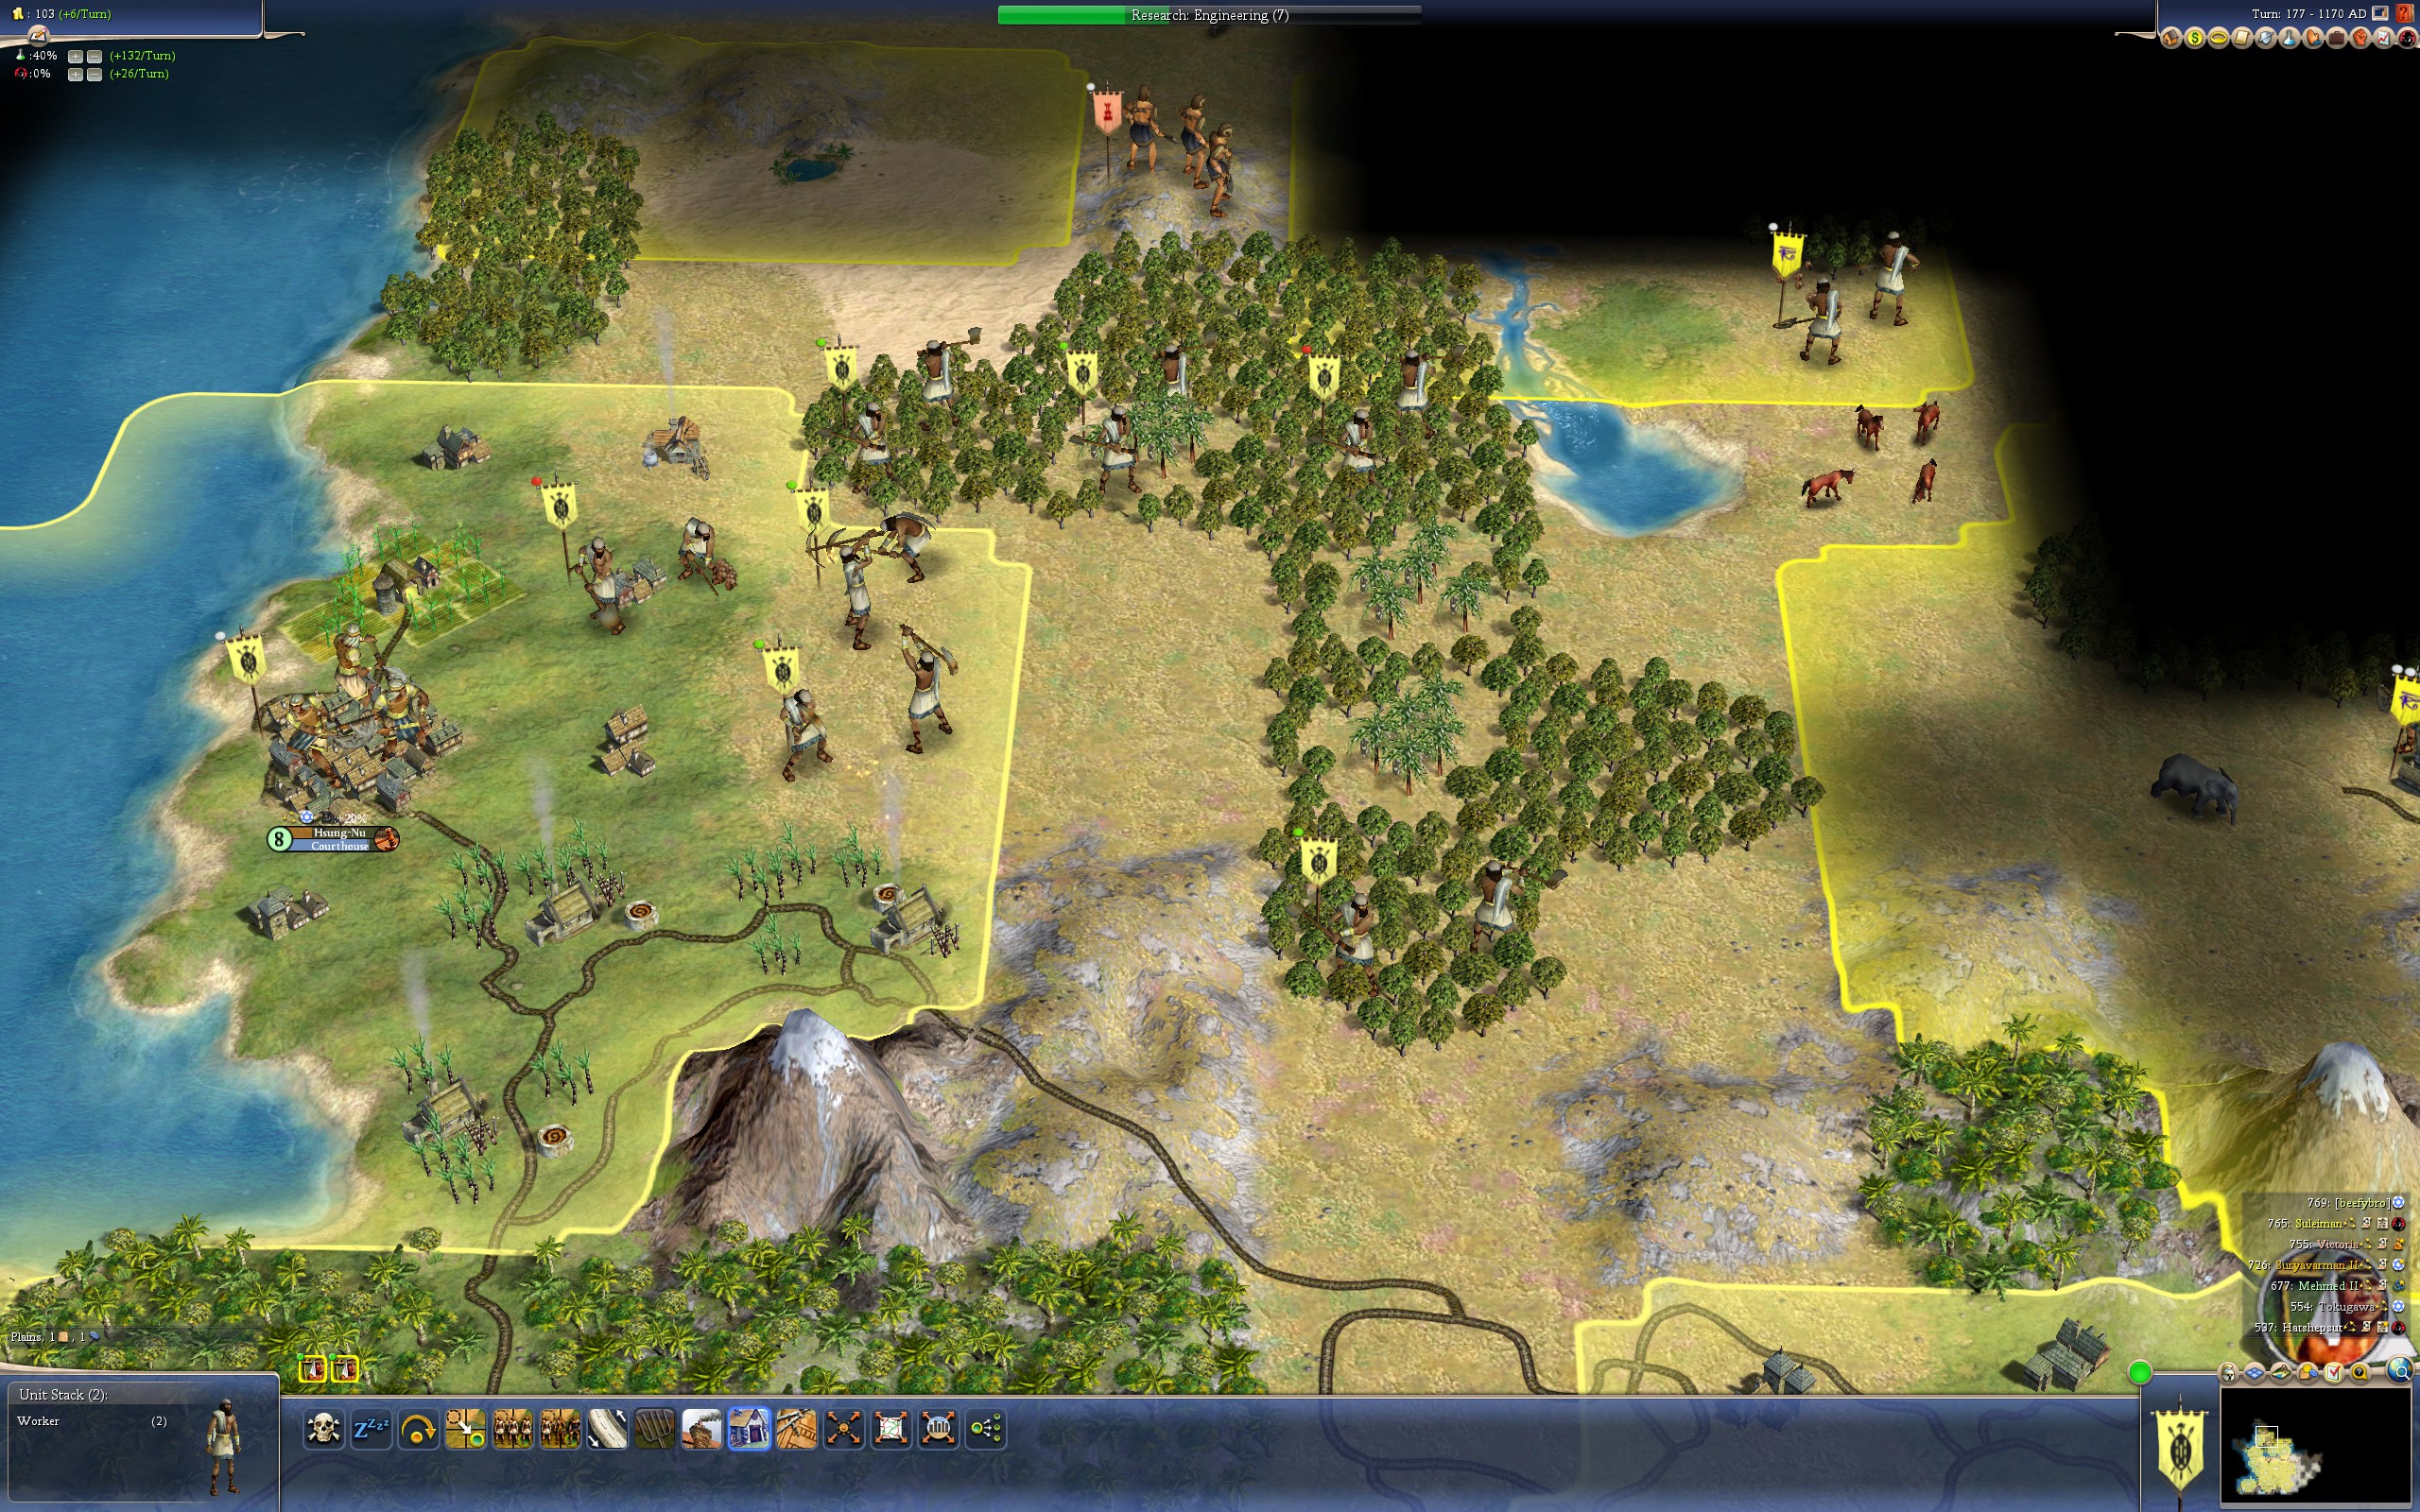 : 103 (+6/Turn)
Research: Engineering (7)
Turn: 177 - 1170 AD
:40% (+132/Turn)
:0% (+26/Turn)
+20%
8 Hsung-Nu
Courthouse
769: [beefybro]
765: Suleiman
755: Victoria
726: Suryavarman II
677: Mehmed II
554: Tokugawa
537: Hatshepsut
Plains, 1 , 1
Unit Stack (2):
Worker (2)